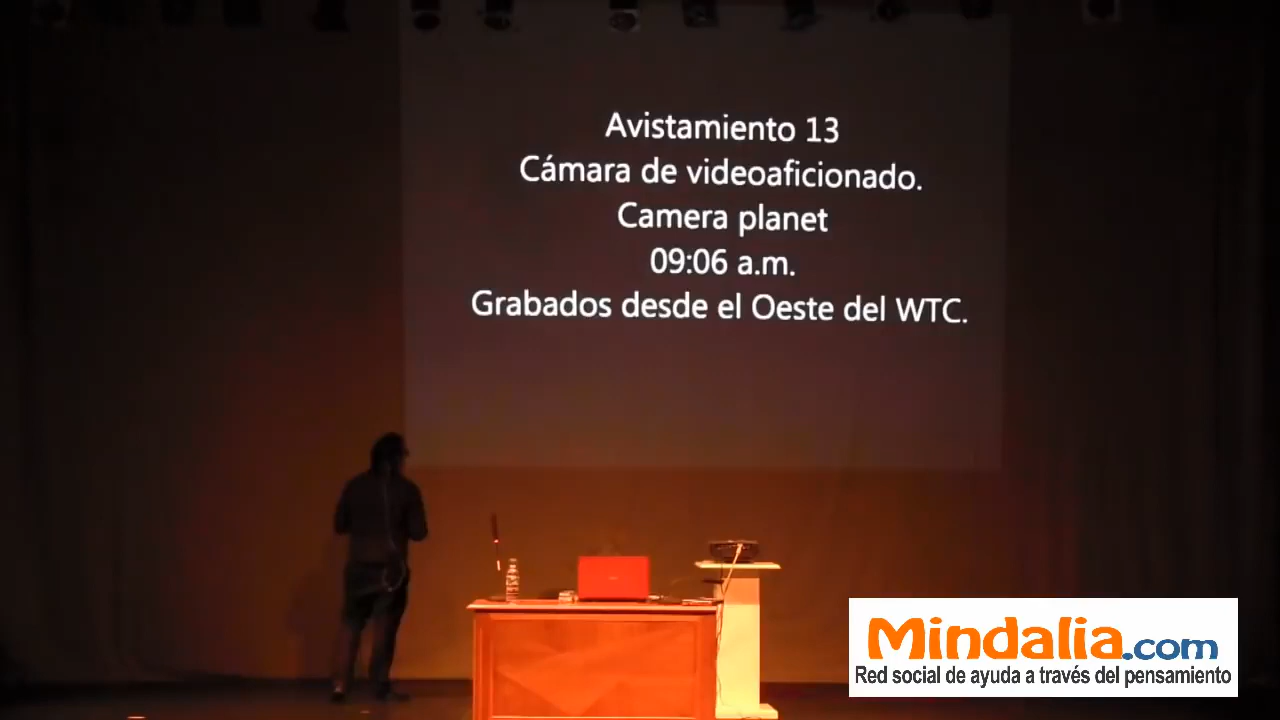 Avistamiento 13
Cámara de videoaficionado.
Camera planet
09:06 a.m.
Grabados desde el Oeste del WTC.
Mindalia.com
Red social de ayuda a través del pensamiento